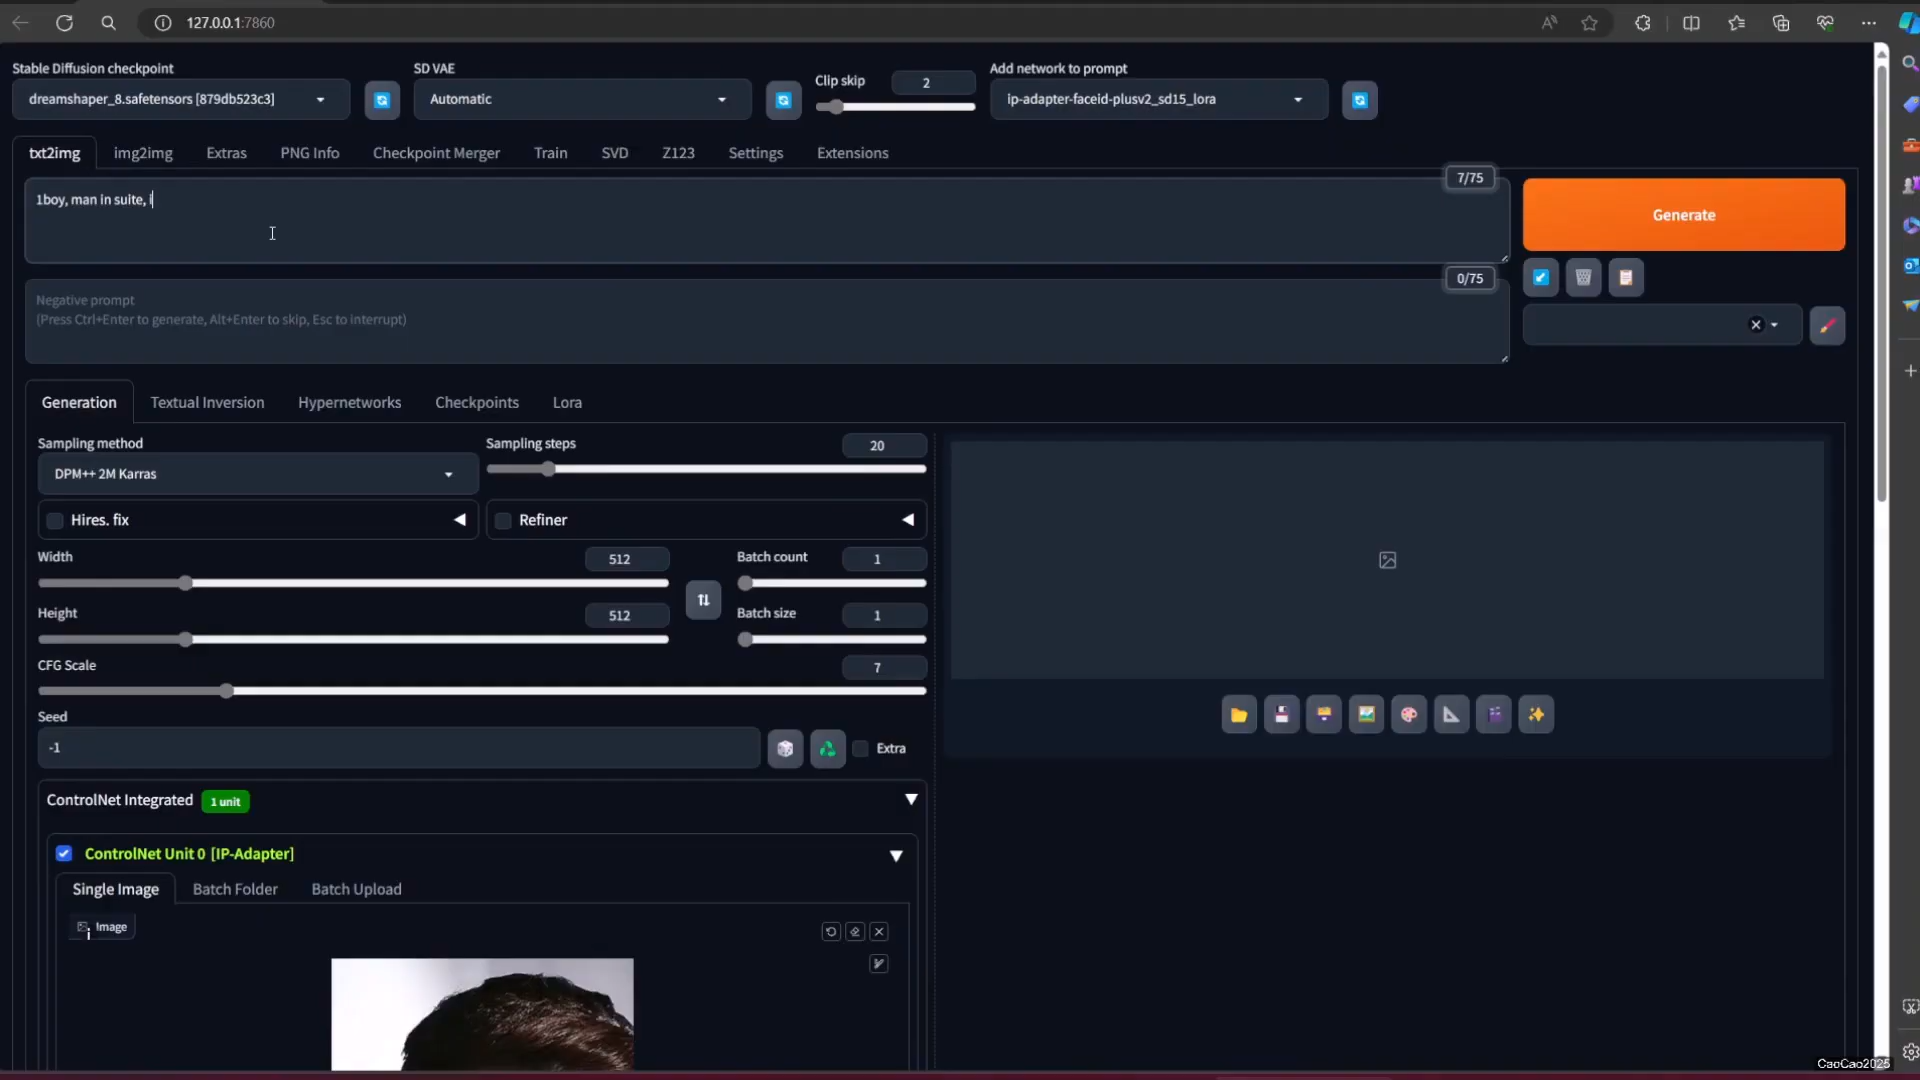 127.0.0.1:7860
Stable Diffusion checkpoint
dreamshaper_8.safetensors [879db523c3]
SD VAE
Automatic
Clip skip
2
Add network to prompt
ip-adapter-faceid-plusv2_sd15_lora
txt2img img2img Extras PNG Info Checkpoint Merger Train SVD Z123 Settings Extensions
1boy, man in suite, i
7/75
Generate
Negative prompt
(Press Ctrl+Enter to generate, Alt+Enter to skip, Esc to interrupt)
0/75
Generation Textual Inversion Hypernetworks Checkpoints Lora
Sampling method
DPM++ 2M Karras
Sampling steps
20
Hires. fix
Refiner
Width
512
Batch count
1
Height
512
Batch size
1
CFG Scale
7
Seed
-1
Extra
ControlNet Integrated 1 unit
ControlNet Unit 0 [IP-Adapter]
Single Image Batch Folder Batch Upload
Image
CaoCao2025